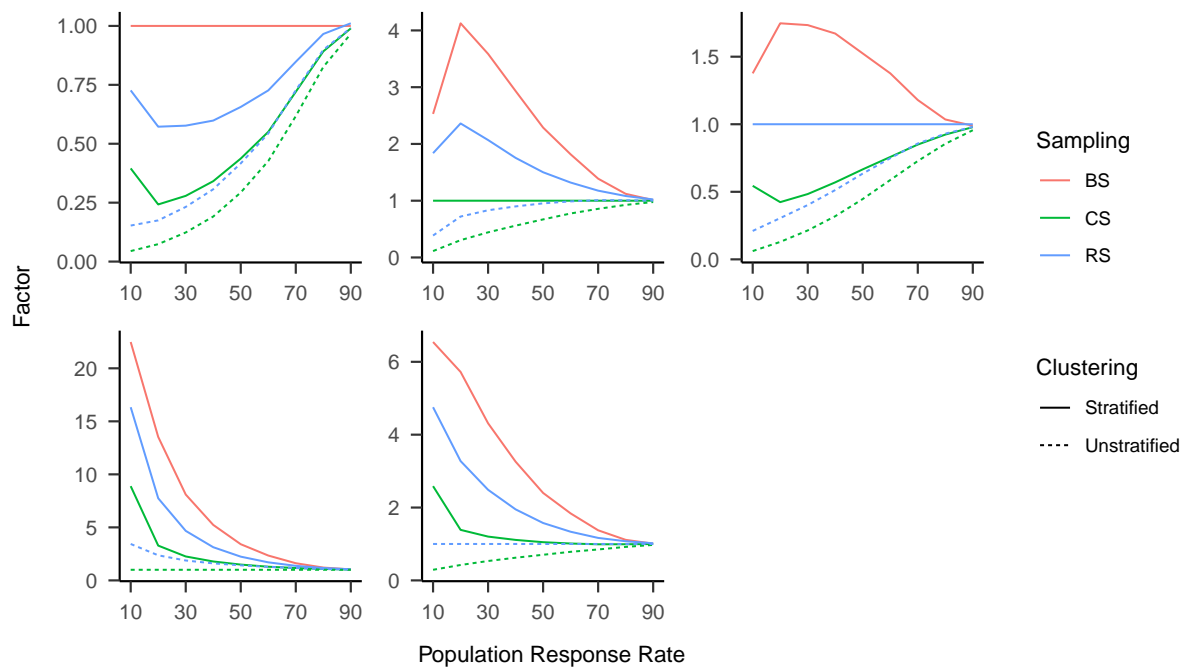 1.00
0.75
0.50
0.25
0.00
10 30 50 70 90
4
3
2
1
0
10 30 50 70 90
1.5
1.0
0.5
0.0
10 30 50 70 90
Factor
20
15
10
5
0
10 30 50 70 90
6
4
2
0
10 30 50 70 90
Population Response Rate
Sampling
BS
CS
RS
Clustering
Stratified
Unstratified